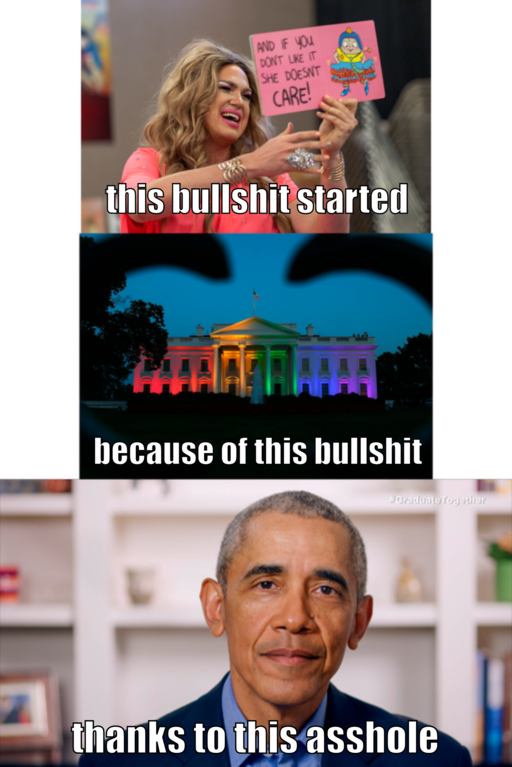 AND IF YOU
DON'T LIKE IT
SHE DOESN'T
CARE!
this bullshit started
because of this bullshit
#GraduateTogether
thanks to this asshole